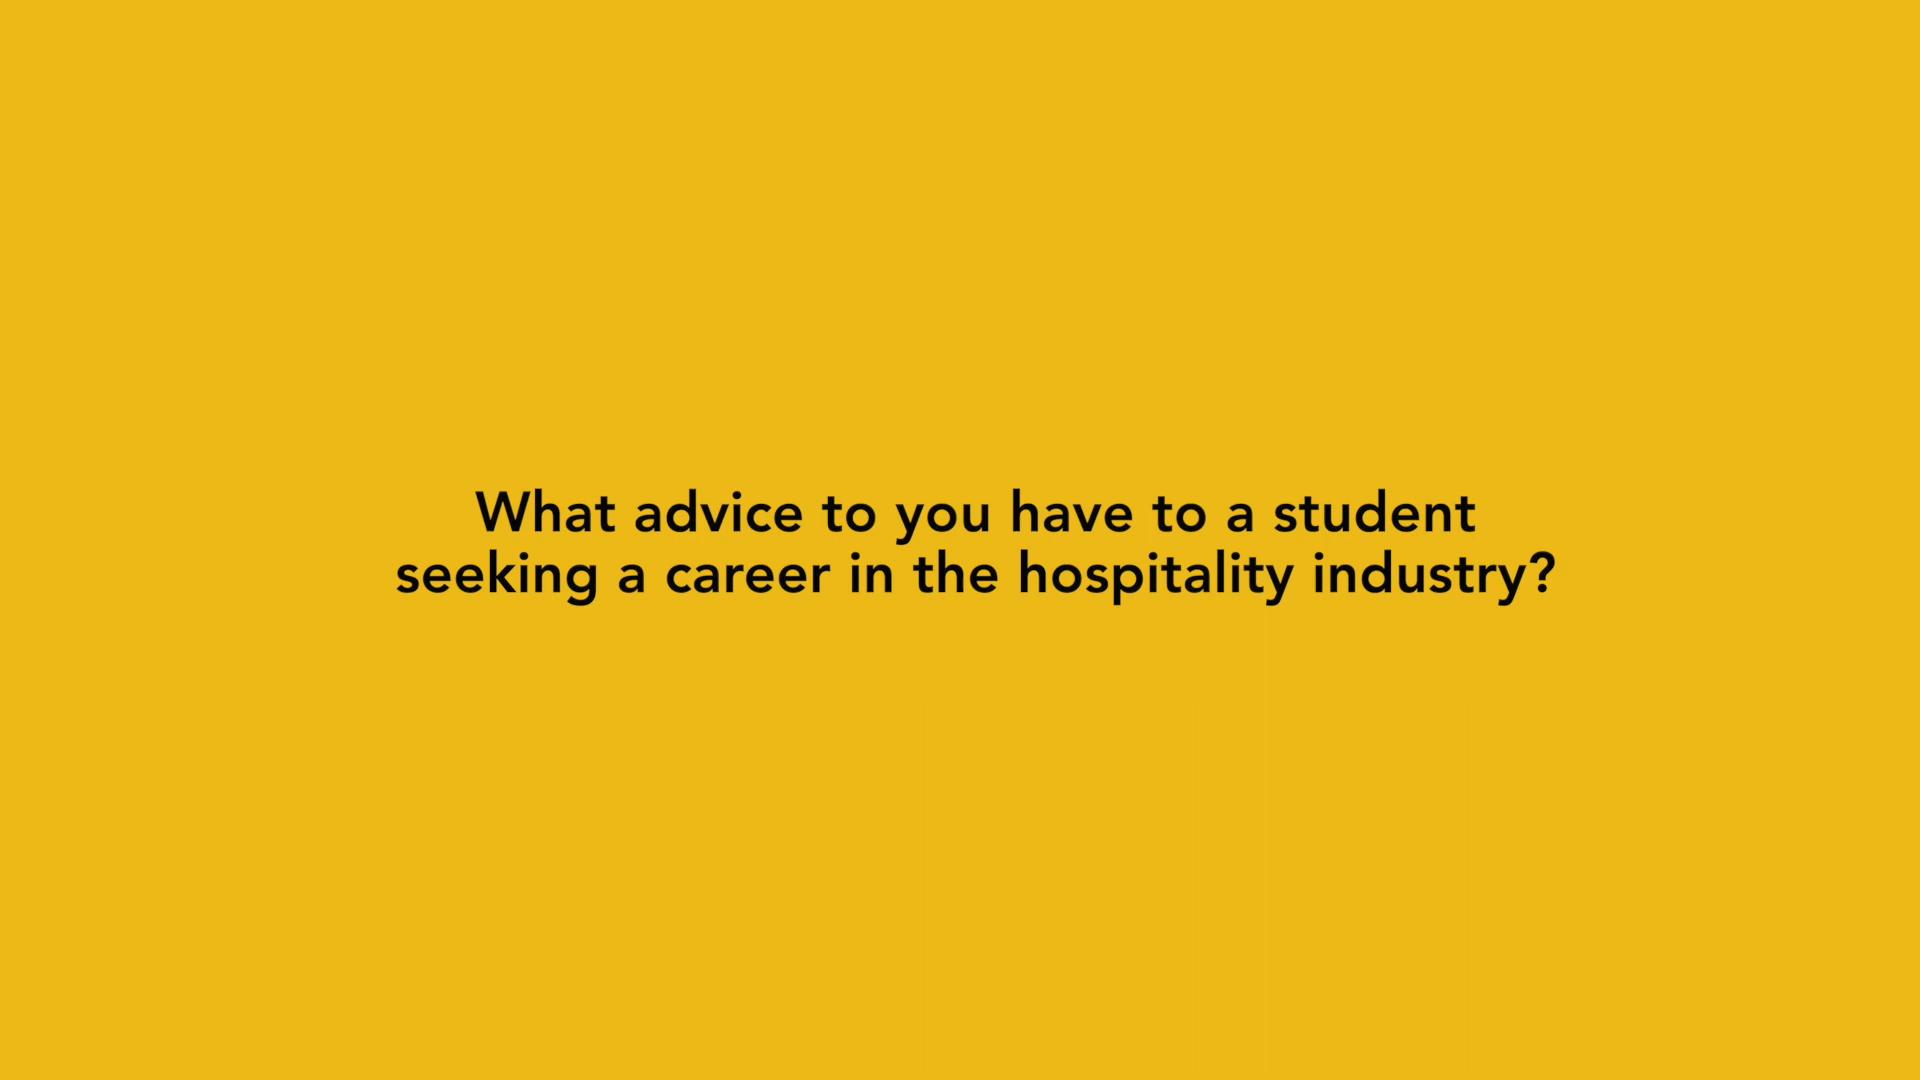 What advice to you have to a student
seeking a career in the hospitality industry?